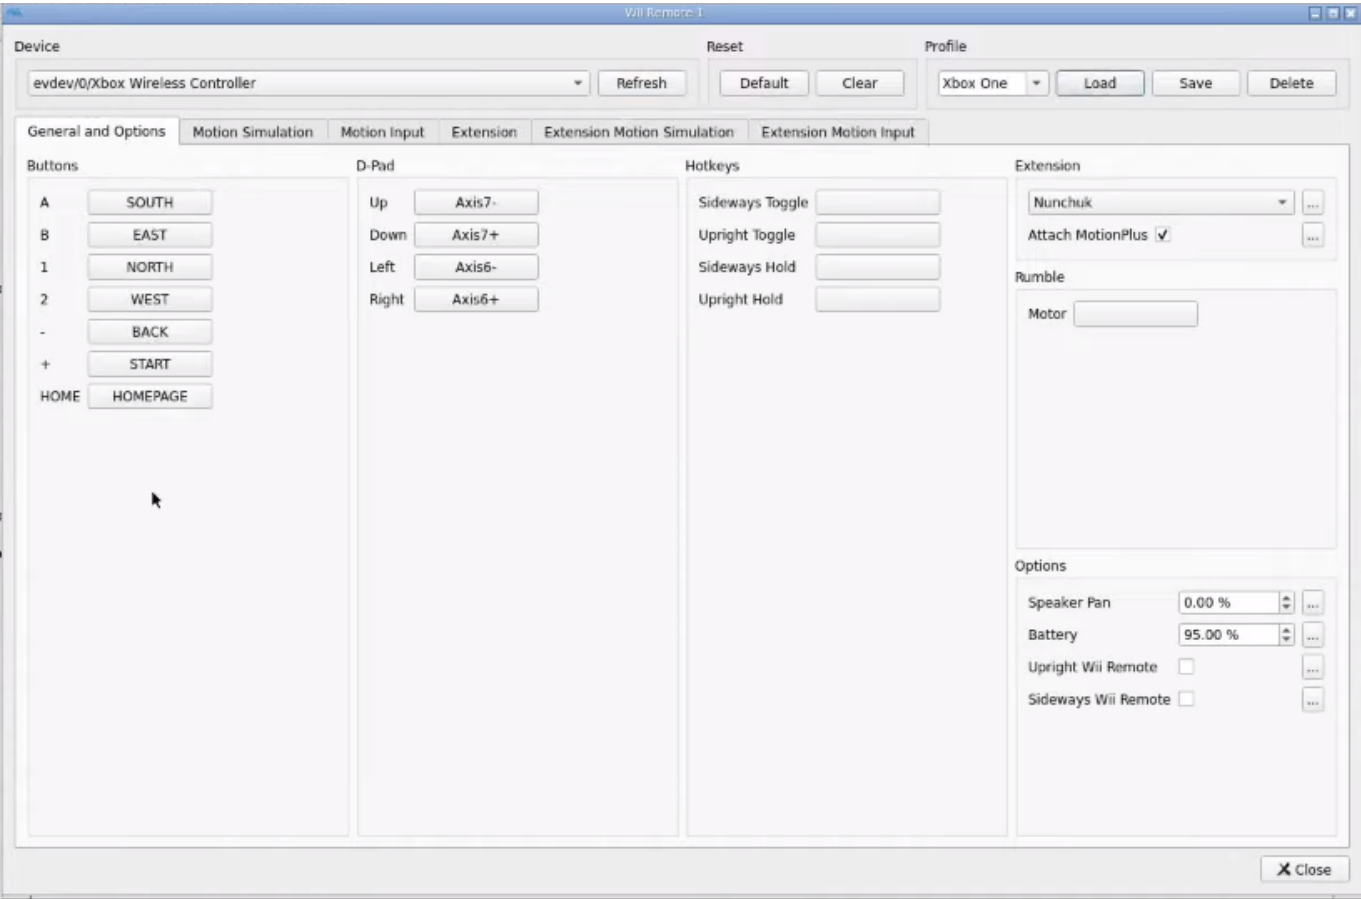 Wii Remote 1
Device
Reset
Profile
evdev/0/Xbox Wireless Controller
Refresh
Default
Clear
Xbox One
Load
Save
Delete
General and Options
Motion Simulation
Motion Input
Extension
Extension Motion Simulation
Extension Motion Input
Buttons
A SOUTH
B EAST
1 NORTH
2 WEST
- BACK
+ START
HOME HOMEPAGE
D-Pad
Up Axis7-
Down Axis7+
Left Axis6-
Right Axis6+
Hotkeys
Sideways Toggle
Upright Toggle
Sideways Hold
Upright Hold
Extension
Nunchuk ...
Attach MotionPlus ...
Rumble
Motor
Options
Speaker Pan 0.00 % ...
Battery 95.00 % ...
Upright Wii Remote ...
Sideways Wii Remote ...
Close